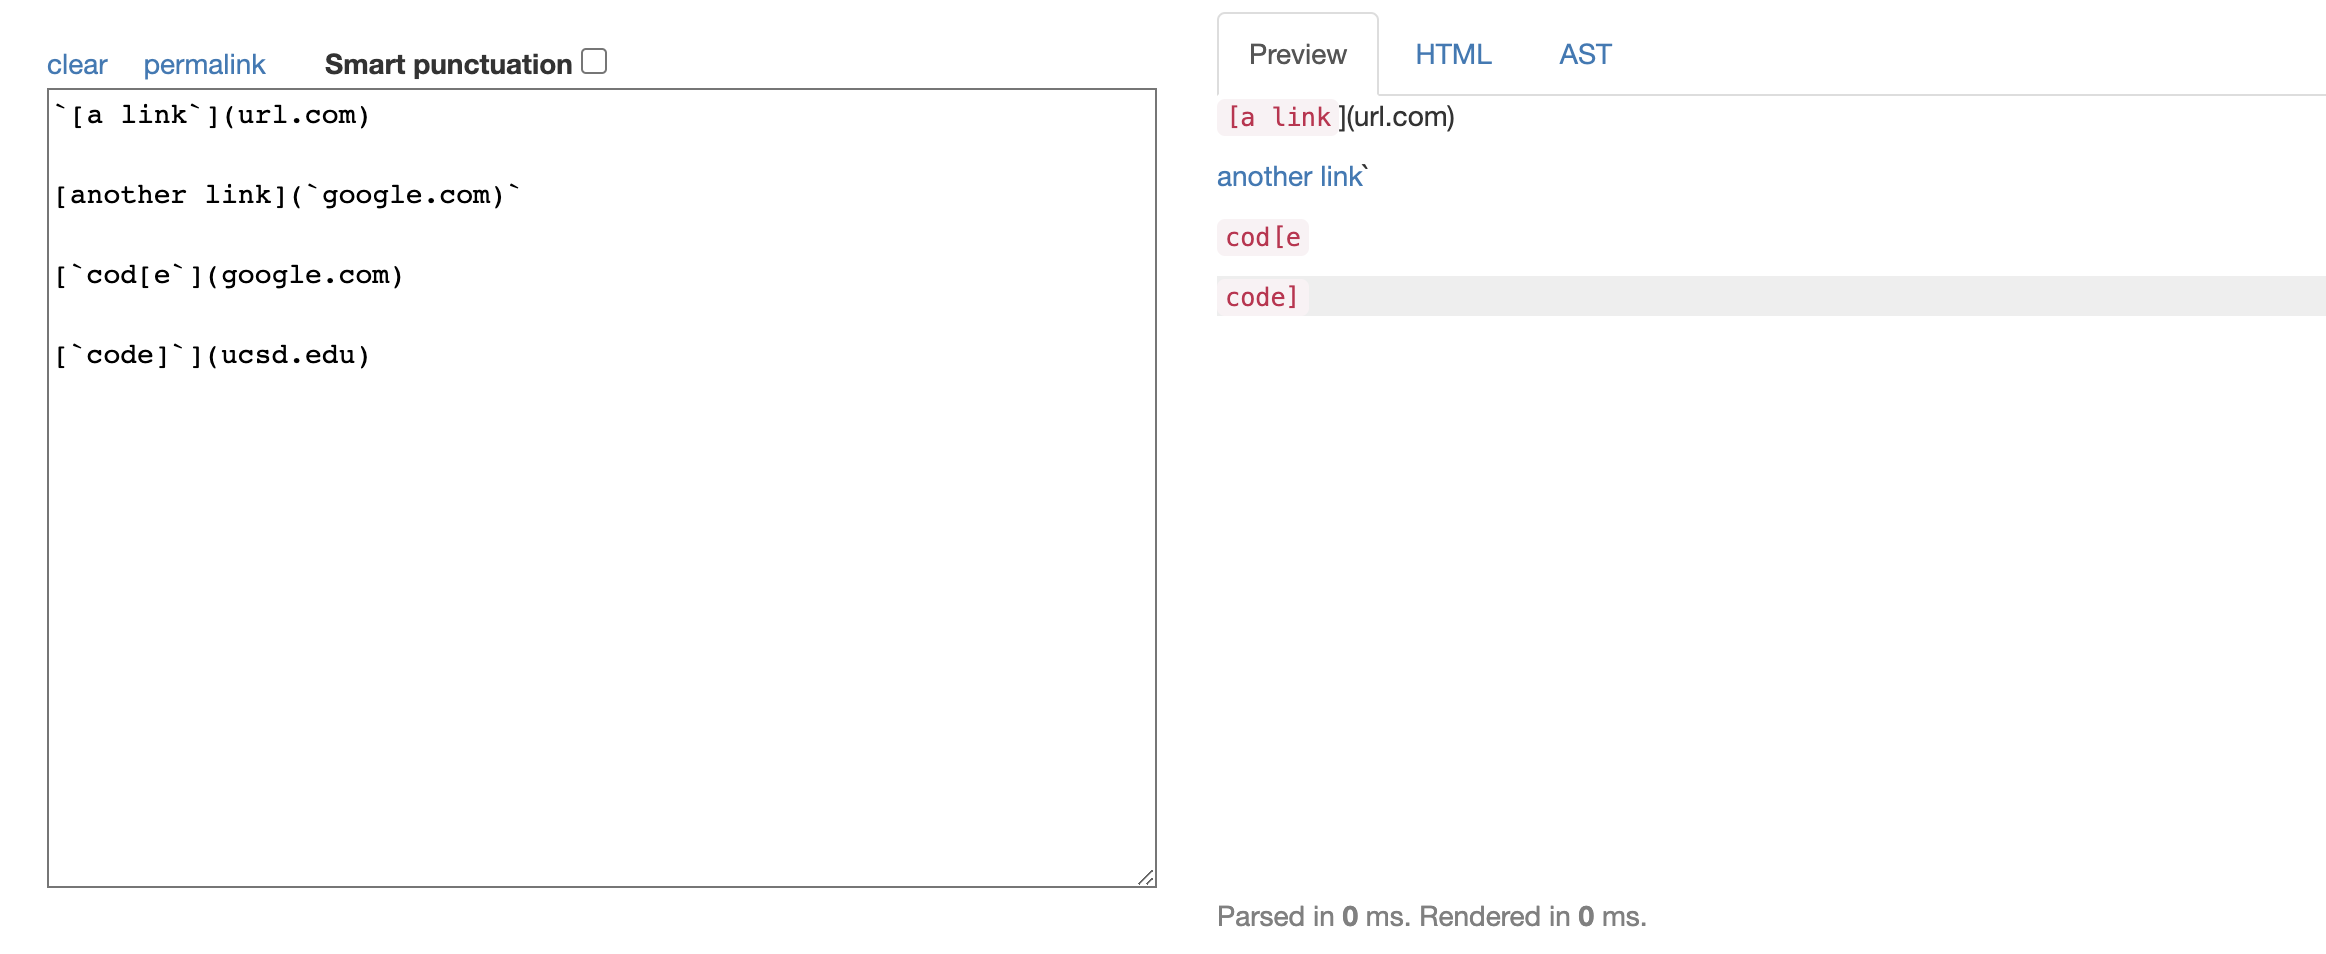 clear permalink Smart punctuation
`[a link`](url.com)
[another link](`google.com)`
[`cod[e`](google.com)
[`code]`](ucsd.edu)
Preview HTML AST
[a link](url.com)
another link`
cod[e
code]
Parsed in 0 ms. Rendered in 0 ms.